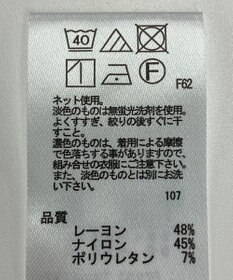 40
F
F62
ネット使用。
淡色のものは無蛍光洗剤を使用。
よくすすぎ、絞りの後すぐに干
すこと。
濃色のものは、着用による摩擦
で色落ちする事がありますので、
組み合せの衣服にご注意下さい。
また、淡色のものとは別にお洗
い下さい。
107
品質
レーヨン 48%
ナイロン 45%
ポリウレタン 7%